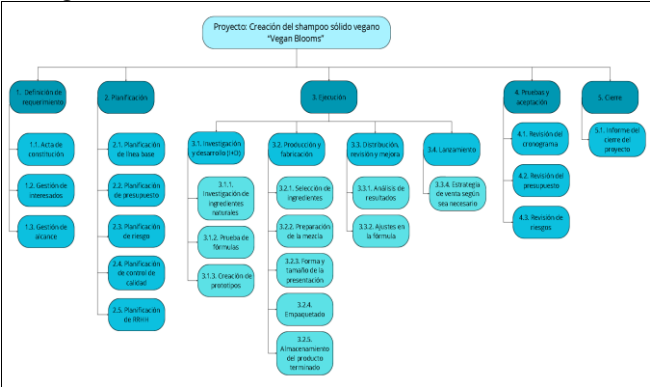 Proyecto: Creación del shampoo sólido vegano
"Vegan Blooms"
1. Definición de
requerimiento
2. Planificación
3. Ejecución
4. Pruebas y
aceptación
5. Cierre
1.1. Acta de
constitución
1.2. Gestión de
interesados
1.3. Gestión de
alcance
2.1. Planificación
de línea base
2.2. Planificación
de presupuesto
2.3. Planificación
de riesgo
2.4. Planificación
de control de
calidad
2.5. Planificación
de RRHH
3.1. Investigación
y desarrollo (I+D)
3.1.1.
Investigación de
ingredientes
naturales
3.1.2. Prueba de
fórmulas
3.1.3. Creación de
prototipos
3.2. Producción y
fabricación
3.2.1. Selección de
ingredientes
3.2.2. Preparación
de la mezcla
3.2.3. Forma y
tamaño de la
presentación
3.2.4.
Empaquetado
3.2.5.
Almacenamiento
del producto
terminado
3.3. Distribución,
revisión y mejora
3.3.1. Análisis de
resultados
3.3.2. Ajustes en
la fórmula
3.4. Lanzamiento
3.3.4. Estrategia
de venta según
sea necesario
4.1. Revisión del
cronograma
4.2. Revisión del
presupuesto
4.3. Revisión de
riesgos
5.1. Informe del
cierre del
proyecto